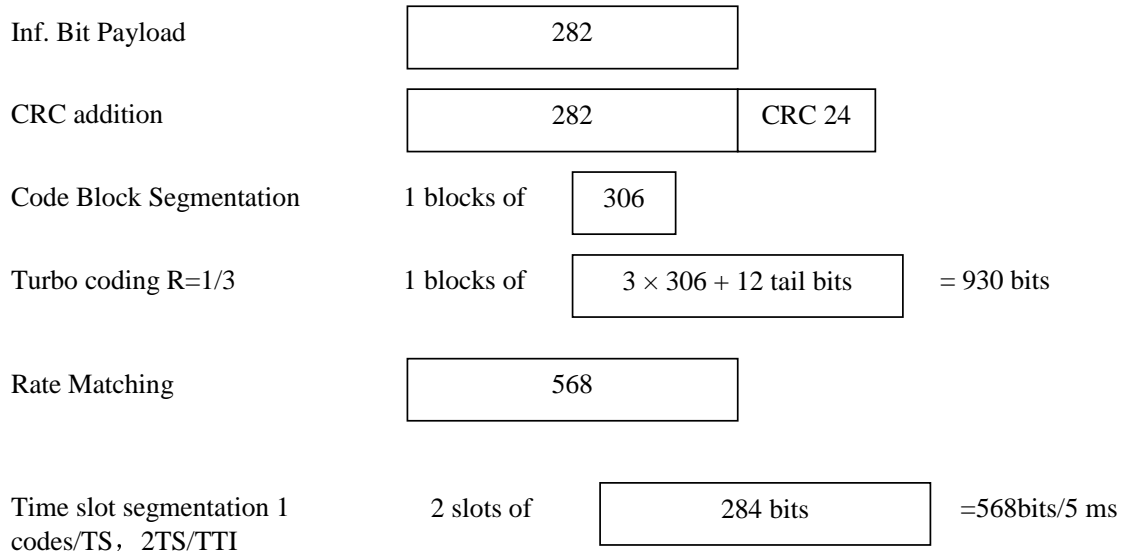 Inf. Bit Payload 282
CRC addition 282 CRC 24
Code Block Segmentation 1 blocks of 306
Turbo coding R=1/3 1 blocks of 3 × 306 + 12 tail bits = 930 bits
Rate Matching 568
Time slot segmentation 1 2 slots of 284 bits =568bits/5 ms
codes/TS， 2TS/TTI